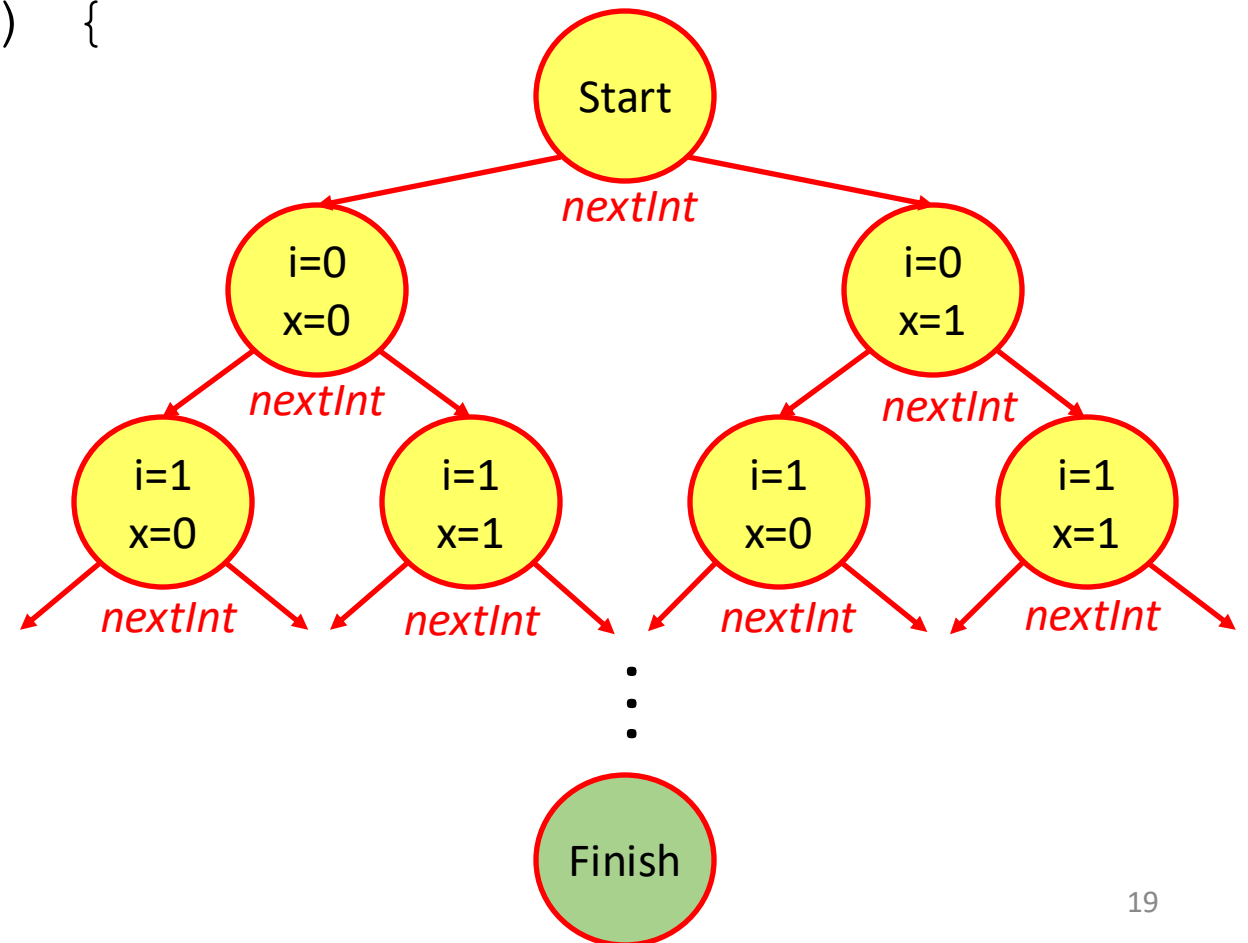 ) {
Start
nextInt
i=0
x=0
i=0
x=1
nextInt
nextInt
i=1
x=0
i=1
x=1
i=1
x=0
i=1
x=1
nextInt
nextInt
nextInt
nextInt
Finish
19